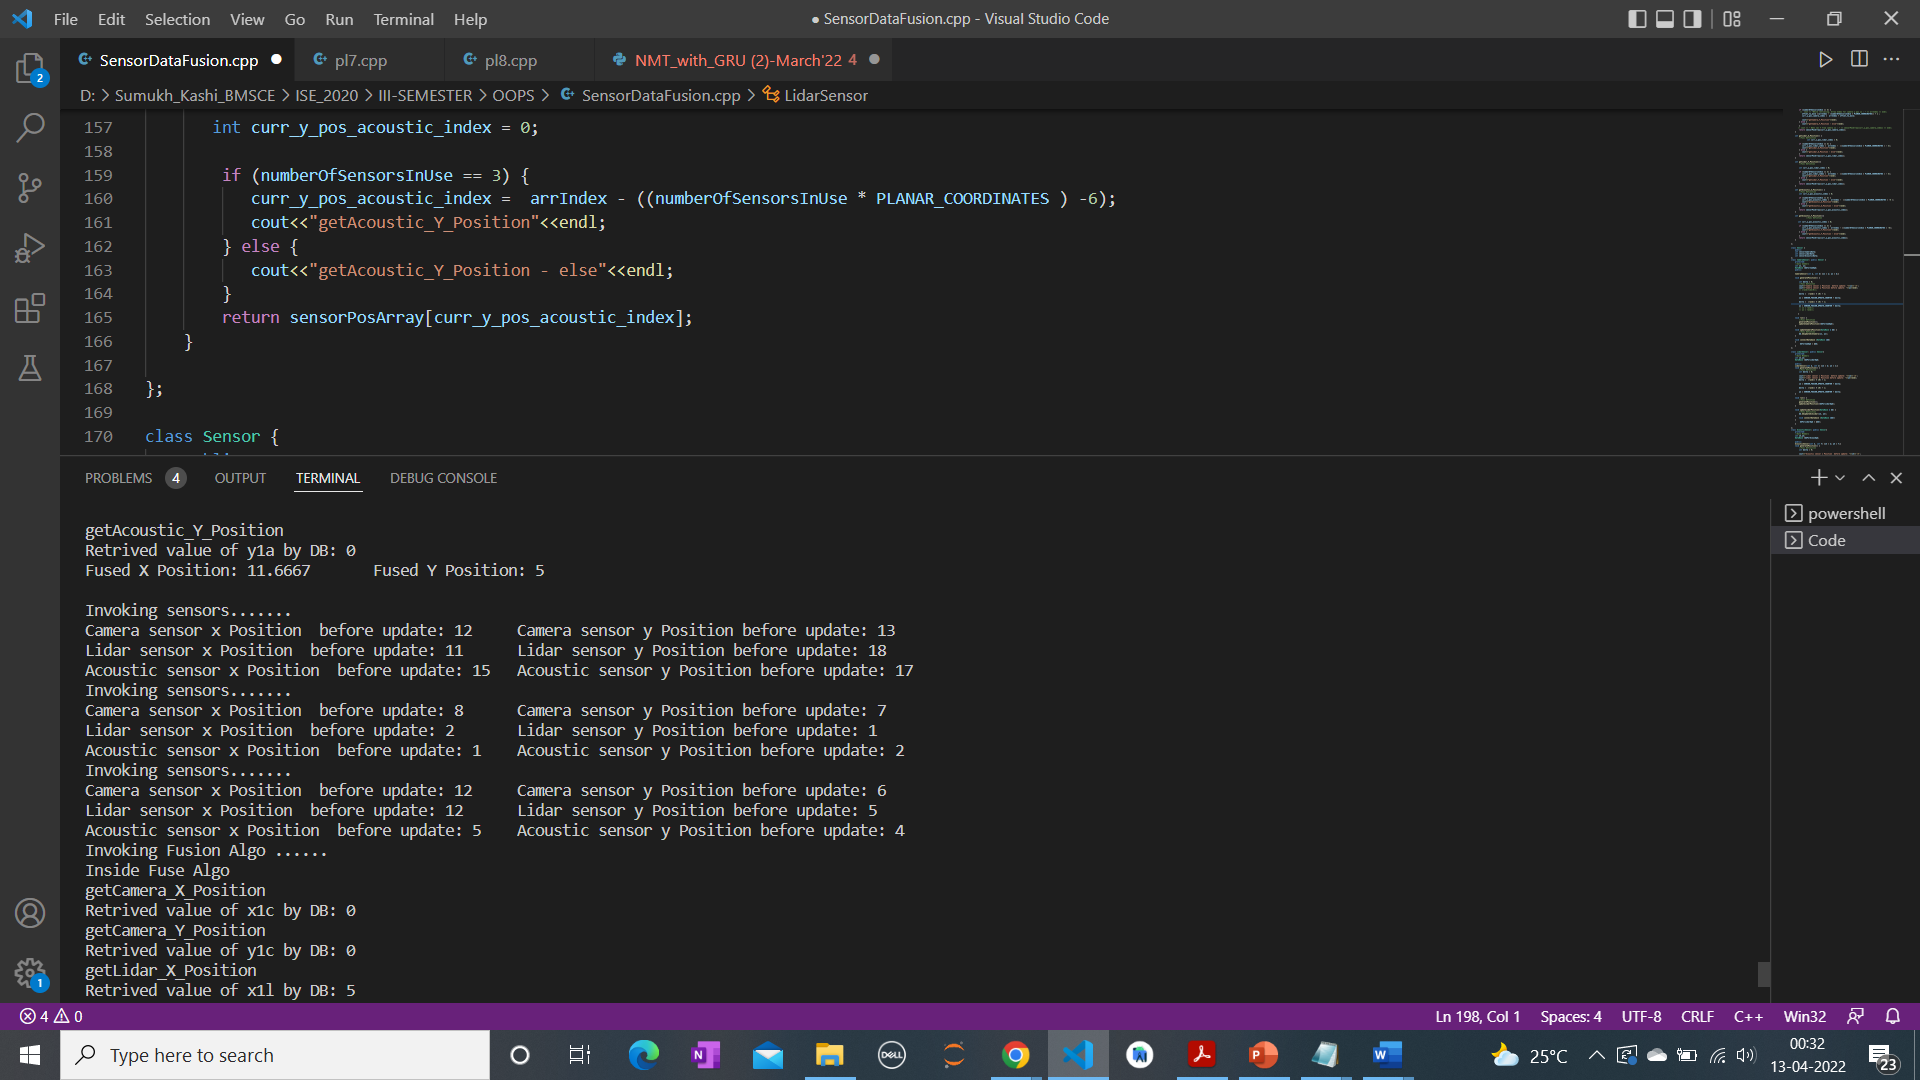 File Edit Selection View Go Run Terminal Help
● SensorDataFusion.cpp - Visual Studio Code
SensorDataFusion.cpp ●
pl7.cpp
pl8.cpp
NMT_with_GRU (2)-March'22 4 ●
D: > Sumukh_Kashi_BMSCE > ISE_2020 > III-SEMESTER > OOPS > SensorDataFusion.cpp > LidarSensor
157 int curr_y_pos_acoustic_index = 0;
158
159 if (numberOfSensorsInUse == 3) {
160 curr_y_pos_acoustic_index =  arrIndex - ((numberOfSensorsInUse * PLANAR_COORDINATES ) -6);
161 cout<<"getAcoustic_Y_Position"<<endl;
162 } else {
163 cout<<"getAcoustic_Y_Position - else"<<endl;
164 }
165 return sensorPosArray[curr_y_pos_acoustic_index];
166 }
167
168 };
169
170 class Sensor {
PROBLEMS 4 OUTPUT TERMINAL DEBUG CONSOLE
getAcoustic_Y_Position
Retrived value of y1a by DB: 0
Fused X Position: 11.6667 Fused Y Position: 5
Invoking sensors.......
Camera sensor x Position  before update: 12 Camera sensor y Position before update: 13
Lidar sensor x Position  before update: 11 Lidar sensor y Position before update: 18
Acoustic sensor x Position  before update: 15 Acoustic sensor y Position before update: 17
Invoking sensors.......
Camera sensor x Position  before update: 8 Camera sensor y Position before update: 7
Lidar sensor x Position  before update: 2 Lidar sensor y Position before update: 1
Acoustic sensor x Position  before update: 1 Acoustic sensor y Position before update: 2
Invoking sensors.......
Camera sensor x Position  before update: 12 Camera sensor y Position before update: 6
Lidar sensor x Position  before update: 12 Lidar sensor y Position before update: 5
Acoustic sensor x Position  before update: 5 Acoustic sensor y Position before update: 4
Invoking Fusion Algo ......
Inside Fuse Algo
getCamera_X_Position
Retrived value of x1c by DB: 0
getCamera_Y_Position
Retrived value of y1c by DB: 0
getLidar_X_Position
Retrived value of x1l by DB: 5
powershell
Code
2
1
4 0
Ln 198, Col 1 Spaces: 4 UTF-8 CRLF C++ Win32
Type here to search
DELL
25°C
00:32
13-04-2022
23